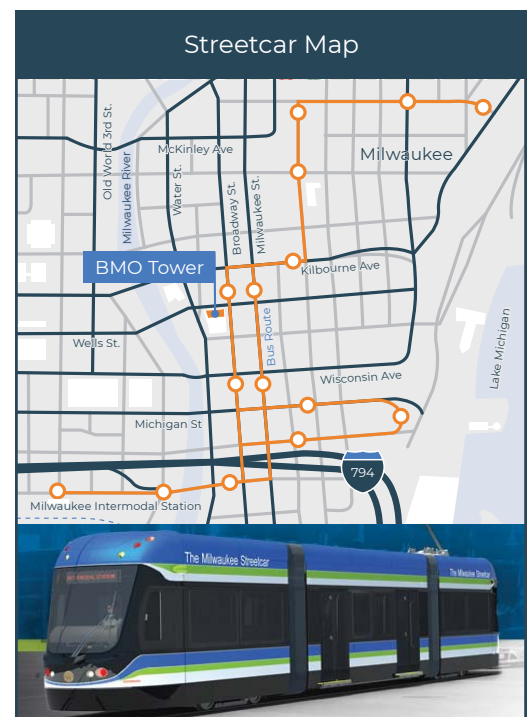 Streetcar Map
Old World 3rd St.
Milwaukee River
McKinley Ave
Water St.
Broadway St.
Milwaukee St.
Milwaukee
BMO Tower
Kilbourne Ave
Bus Route
Wells St.
Wisconsin Ave
Lake Michigan
Michigan St
794
Milwaukee Intermodal Station
The Milwaukee Streetcar
The Milwaukee Streetcar